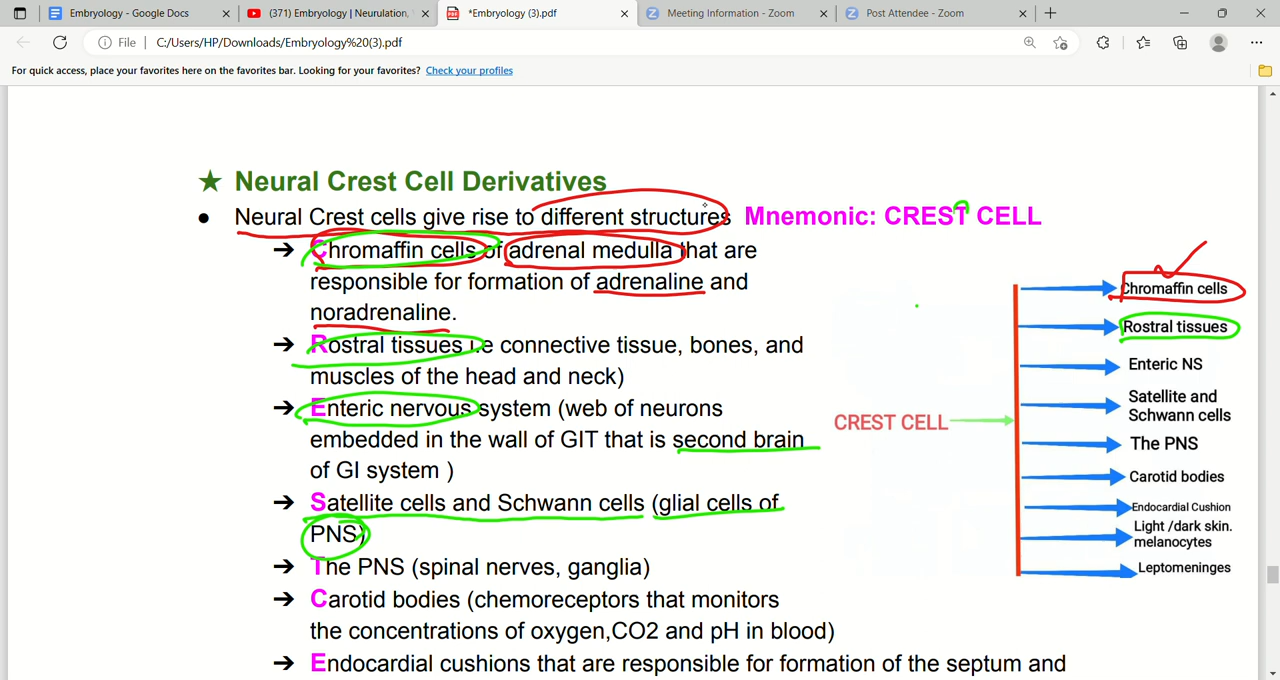 Embryology - Google Docs
(371) Embryology | Neurulation,
*Embryology (3).pdf
Meeting Information - Zoom
Post Attendee - Zoom
File
C:/Users/HP/Downloads/Embryology%20(3).pdf
For quick access, place your favorites here on the favorites bar. Looking for your favorites? Check your profiles
★ Neural Crest Cell Derivatives
● Neural Crest cells give rise to different structures Mnemonic: CREST CELL
➔ Chromaffin cells of adrenal medulla that are
responsible for formation of adrenaline and
noradrenaline.
➔ Rostral tissues i.e connective tissue, bones, and
muscles of the head and neck)
➔ Enteric nervous system (web of neurons
embedded in the wall of GIT that is second brain
of GI system )
➔ Satellite cells and Schwann cells (glial cells of
PNS)
➔ The PNS (spinal nerves, ganglia)
➔ Carotid bodies (chemoreceptors that monitors
the concentrations of oxygen,CO2 and pH in blood)
➔ Endocardial cushions that are responsible for formation of the septum and
CREST CELL
Chromaffin cells
Rostral tissues
Enteric NS
Satellite and
Schwann cells
The PNS
Carotid bodies
Endocardial Cushion
Light /dark skin.
melanocytes
Leptomeninges